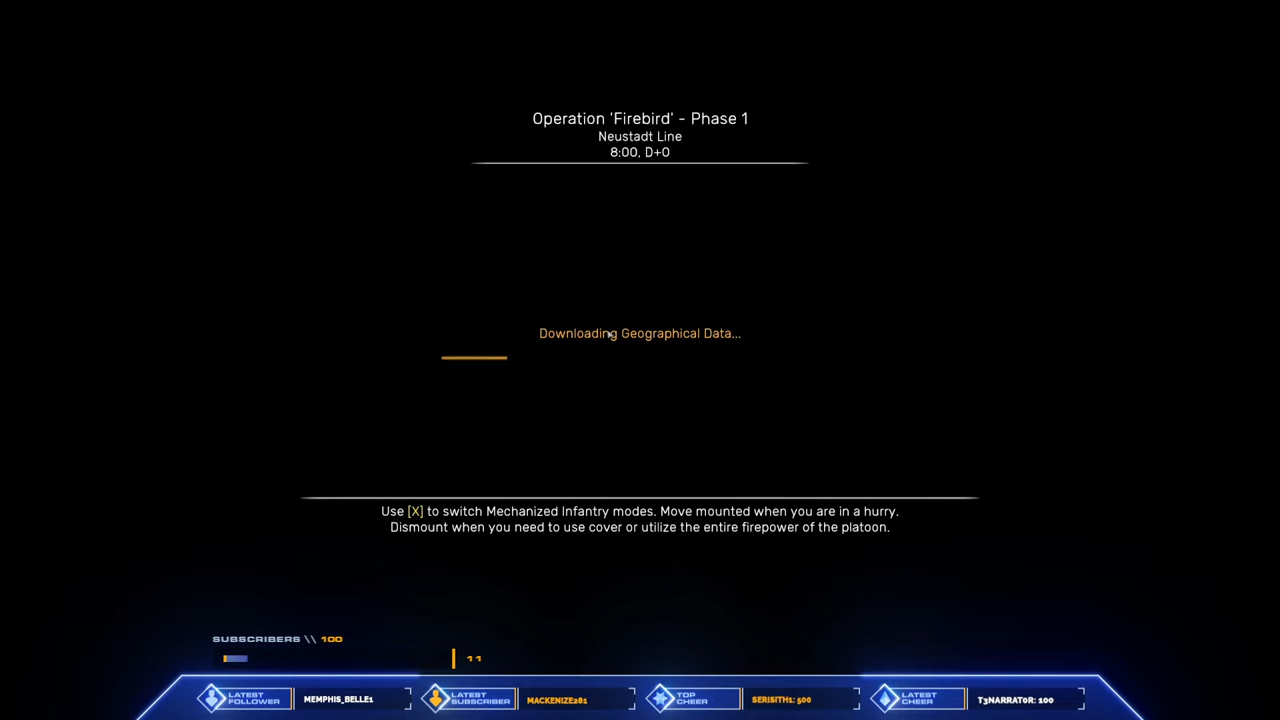 Operation 'Firebird' - Phase 1
Neustadt Line
8:00, D+0
Downloading Geographical Data...
Use [X] to switch Mechanized Infantry modes. Move mounted when you are in a hurry.
Dismount when you need to use cover or utilize the entire firepower of the platoon.
SUBSCRIBERS \\ 100
11
LATEST FOLLOWER MEMPHIS_BELLE1
LATEST SUBSCRIBER MACKENIZE281
TOP CHEER SERISITH1: 500
LATEST CHEER T3NARRAT0R: 100